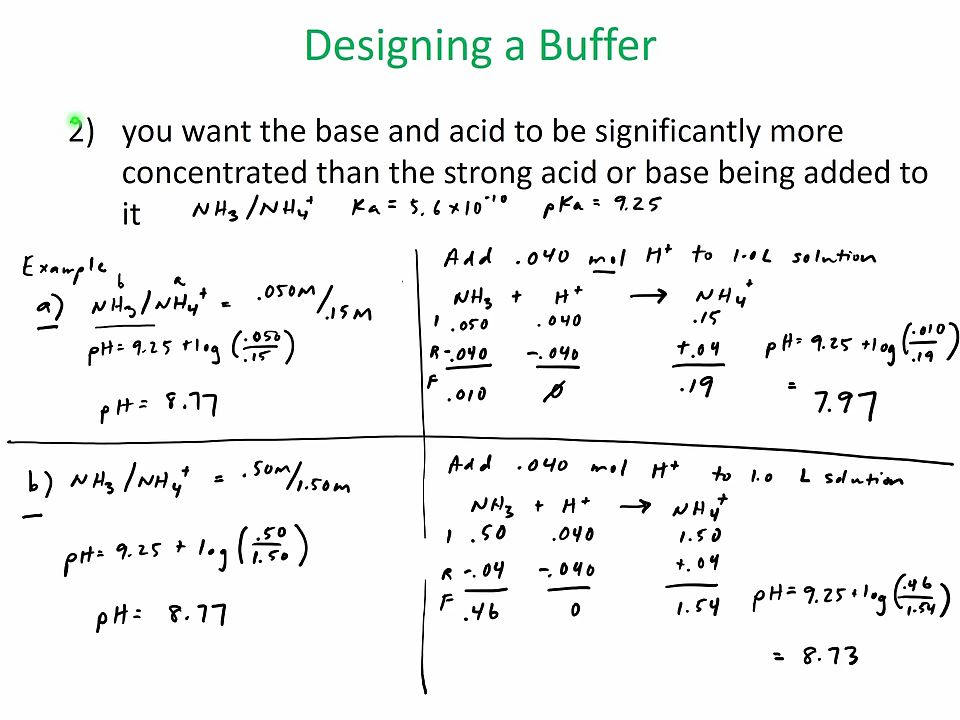 Designing a Buffer
2) you want the base and acid to be significantly more
concentrated than the strong acid or base being added to
it NH₃/NH₄⁺ Ka = 5.6 x 10⁻¹⁰ pKa = 9.25
Example
b a
a) NH₃/NH₄⁺ = .050M/.15M
pH = 9.25 + log (.050/.15)
pH = 8.77
Add .040 mol H⁺ to 1.0L solution
NH₃ + H⁺ → NH₄⁺
I .050 .040 .15
R -.040 -.040 +.04
F .010 0 .19
pH = 9.25 + log (.010/.19)
= 7.97
b) NH₃/NH₄⁺ = .50M/1.50M
pH = 9.25 + log (.50/1.50)
pH = 8.77
Add .040 mol H⁺ to 1.0 L solution
NH₃ + H⁺ → NH₄⁺
I .50 .040 1.50
R -.04 -.040 +.04
F .46 0 1.54
pH = 9.25 + log (.46/1.54)
= 8.73